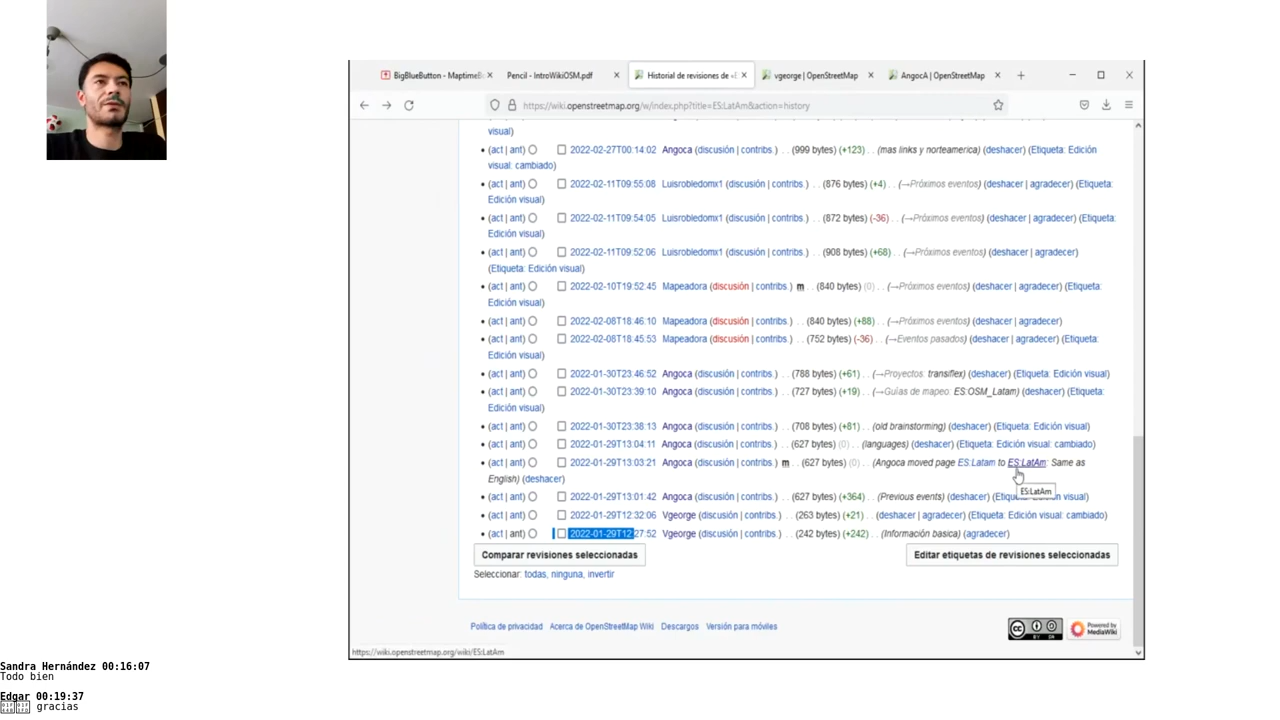 BigBlueButton - MaptimeB
Pencil - IntroWikiOSM.pdf
Historial de revisiones de «E
vgeorge | OpenStreetMap
AngocA | OpenStreetMap
https://wiki.openstreetmap.org/w/index.php?title=ES:LatAm&action=history
visual)
(act | ant) 2022-02-27T00:14:02 Angoca (discusión | contribs.) . . (999 bytes) (+123) . . (mas links y norteamerica) (deshacer) (Etiqueta: Edición
visual: cambiado)
(act | ant) 2022-02-11T09:55:08 Luisrobledomx1 (discusión | contribs.) . . (876 bytes) (+4) . . (→Próximos eventos) (deshacer | agradecer) (Etiqueta:
Edición visual)
(act | ant) 2022-02-11T09:54:05 Luisrobledomx1 (discusión | contribs.) . . (872 bytes) (-36) . . (→Próximos eventos) (deshacer | agradecer) (Etiqueta:
Edición visual)
(act | ant) 2022-02-11T09:52:06 Luisrobledomx1 (discusión | contribs.) . . (908 bytes) (+68) . . (→Próximos eventos) (deshacer | agradecer)
(Etiqueta: Edición visual)
(act | ant) 2022-02-10T19:52:45 Mapeadora (discusión | contribs.) m . . (840 bytes) (0) . . (→Próximos eventos) (deshacer | agradecer) (Etiqueta:
Edición visual)
(act | ant) 2022-02-08T18:46:10 Mapeadora (discusión | contribs.) . . (840 bytes) (+88) . . (→Próximos eventos) (deshacer | agradecer)
(act | ant) 2022-02-08T18:45:53 Mapeadora (discusión | contribs.) . . (752 bytes) (-36) . . (→Eventos pasados) (deshacer | agradecer) (Etiqueta:
Edición visual)
(act | ant) 2022-01-30T23:46:52 Angoca (discusión | contribs.) . . (788 bytes) (+61) . . (→Proyectos: transiflex) (deshacer) (Etiqueta: Edición visual)
(act | ant) 2022-01-30T23:39:10 Angoca (discusión | contribs.) . . (727 bytes) (+19) . . (→Guías de mapeo: ES:OSM_Latam) (deshacer) (Etiqueta:
Edición visual)
(act | ant) 2022-01-30T23:38:13 Angoca (discusión | contribs.) . . (708 bytes) (+81) . . (old brainstorming) (deshacer) (Etiqueta: Edición visual)
(act | ant) 2022-01-29T13:04:11 Angoca (discusión | contribs.) . . (627 bytes) (0) . . (languages) (deshacer) (Etiqueta: Edición visual: cambiado)
(act | ant) 2022-01-29T13:03:21 Angoca (discusión | contribs.) m . . (627 bytes) (0) . . (Angoca moved page ES:Latam to ES:LatAm: Same as
English) (deshacer)
ES:LatAm
(act | ant) 2022-01-29T13:01:42 Angoca (discusión | contribs.) . . (627 bytes) (+364) . . (Previous events) (deshacer) (Etiqueta: Edición visual)
(act | ant) 2022-01-29T12:32:06 Vgeorge (discusión | contribs.) . . (263 bytes) (+21) . . (deshacer | agradecer) (Etiqueta: Edición visual: cambiado)
(act | ant) 2022-01-29T12:27:52 Vgeorge (discusión | contribs.) . . (242 bytes) (+242) . . (Información basica) (agradecer)
Comparar revisiones seleccionadas
Editar etiquetas de revisiones seleccionadas
Seleccionar: todas, ninguna, invertir
Política de privacidad Acerca de OpenStreetMap Wiki Descargos Versión para móviles
Powered by
MediaWiki
https://wiki.openstreetmap.org/wiki/ES:LatAm
Sandra Hernández 00:16:07
Todo bien
Edgar 00:19:37
gracias